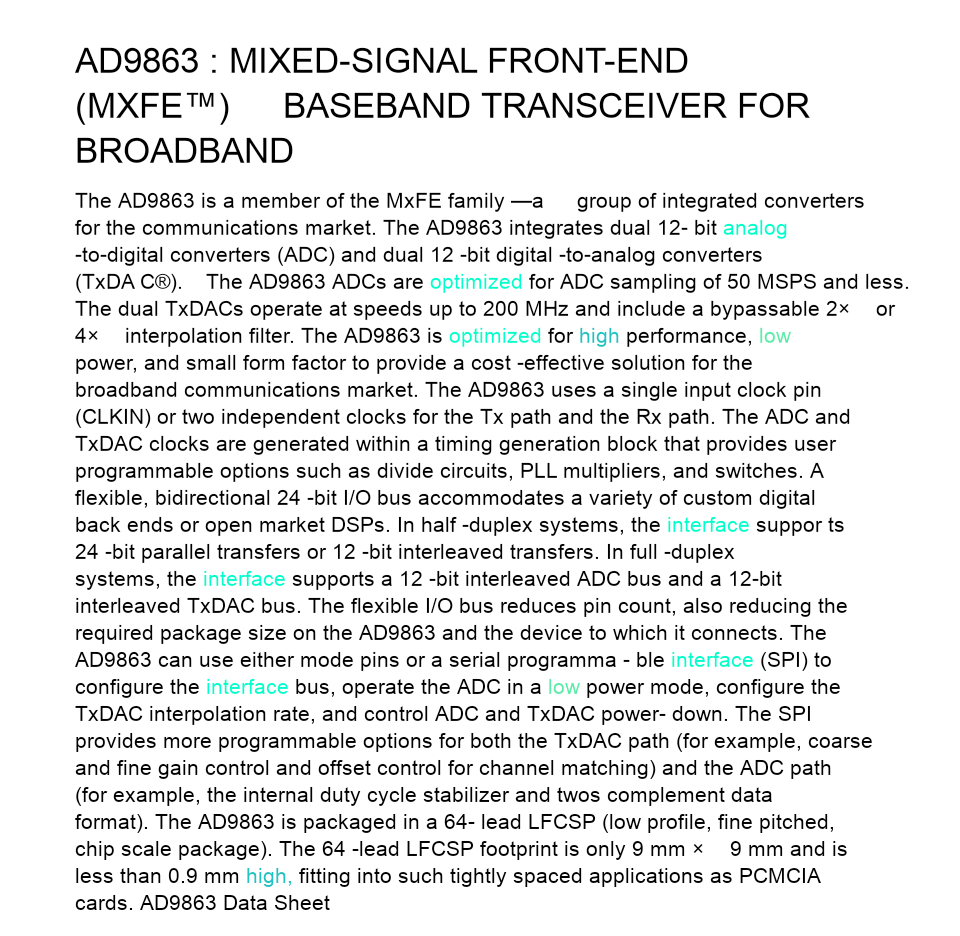 AD9863 : MIXED-SIGNAL FRONT-END
(MXFE™) BASEBAND TRANSCEIVER FOR
BROADBAND
The AD9863 is a member of the MxFE family —a group of integrated converters
for the communications market. The AD9863 integrates dual 12- bit analog
-to-digital converters (ADC) and dual 12 -bit digital -to-analog converters
(TxDA C®). The AD9863 ADCs are optimized for ADC sampling of 50 MSPS and less.
The dual TxDACs operate at speeds up to 200 MHz and include a bypassable 2× or
4× interpolation filter. The AD9863 is optimized for high performance, low
power, and small form factor to provide a cost -effective solution for the
broadband communications market. The AD9863 uses a single input clock pin
(CLKIN) or two independent clocks for the Tx path and the Rx path. The ADC and
TxDAC clocks are generated within a timing generation block that provides user
programmable options such as divide circuits, PLL multipliers, and switches. A
flexible, bidirectional 24 -bit I/O bus accommodates a variety of custom digital
back ends or open market DSPs. In half -duplex systems, the interface suppor ts
24 -bit parallel transfers or 12 -bit interleaved transfers. In full -duplex
systems, the interface supports a 12 -bit interleaved ADC bus and a 12-bit
interleaved TxDAC bus. The flexible I/O bus reduces pin count, also reducing the
required package size on the AD9863 and the device to which it connects. The
AD9863 can use either mode pins or a serial programma - ble interface (SPI) to
configure the interface bus, operate the ADC in a low power mode, configure the
TxDAC interpolation rate, and control ADC and TxDAC power- down. The SPI
provides more programmable options for both the TxDAC path (for example, coarse
and fine gain control and offset control for channel matching) and the ADC path
(for example, the internal duty cycle stabilizer and twos complement data
format). The AD9863 is packaged in a 64- lead LFCSP (low profile, fine pitched,
chip scale package). The 64 -lead LFCSP footprint is only 9 mm × 9 mm and is
less than 0.9 mm high, fitting into such tightly spaced applications as PCMCIA
cards. AD9863 Data Sheet